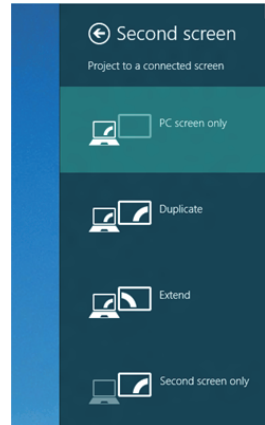 Second screen
Project to a connected screen
PC screen only
Duplicate
Extend
Second screen only